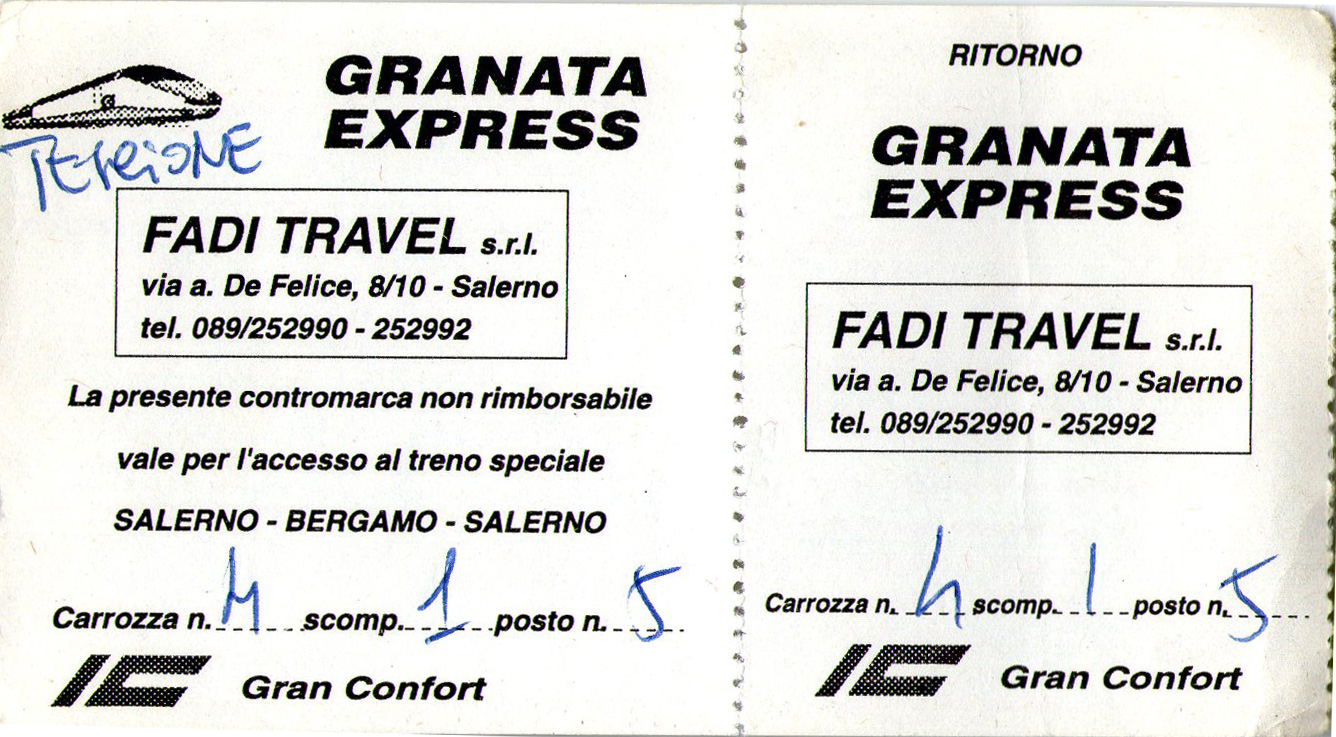 GRANATA
EXPRESS
FADI TRAVEL s.r.l.
via a. De Felice, 8/10 - Salerno
tel. 089/252990 - 252992
La presente contromarca non rimborsabile
vale per l'accesso al treno speciale
SALERNO - BERGAMO - SALERNO
Carrozza n. 4 scomp. 1 posto n. 5
IC Gran Confort
RITORNO
GRANATA
EXPRESS
FADI TRAVEL s.r.l.
via a. De Felice, 8/10 - Salerno
tel. 089/252990 - 252992
Carrozza n. 4 scomp. 1 posto n. 5
IC Gran Confort